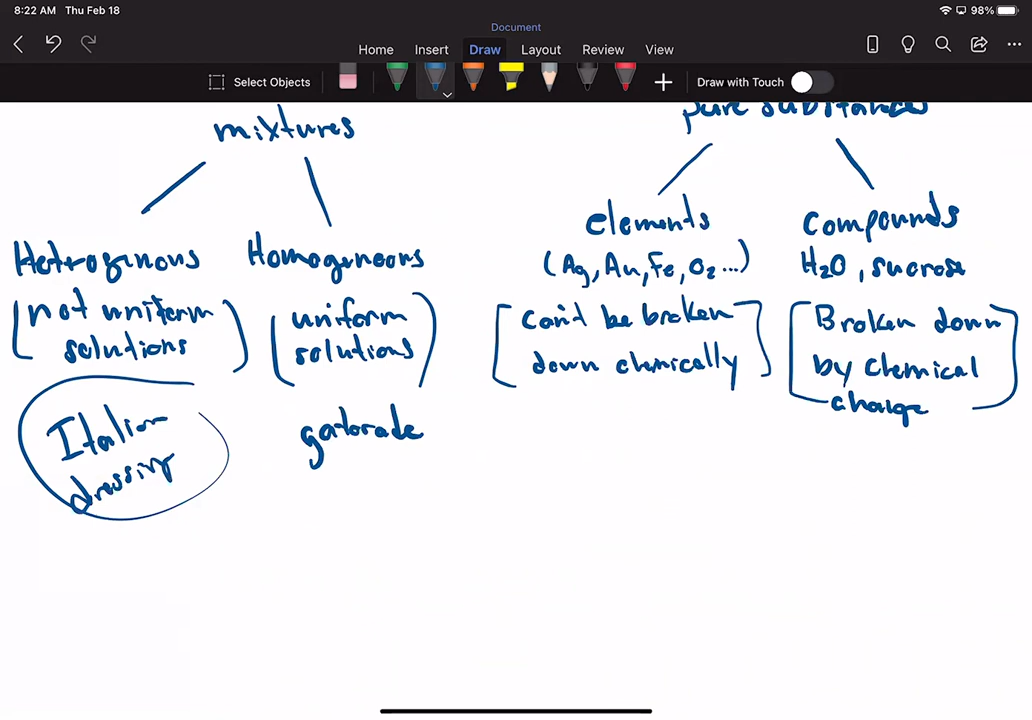 8:22 AM Thu Feb 18
98%
Document
Home Insert Draw Layout Review View
Select Objects
Draw with Touch
mixtures
pure substances
Hetrogenous
Homogeneous
elements
compounds
(Ag, Au, Fe, O2 ...)
H2O, sucrose
(not uniform
solutions)
(uniform
solutions)
[can't be broken
down chemically]
[Broken down
by chemical
change]
Italian
dressing
gatorade